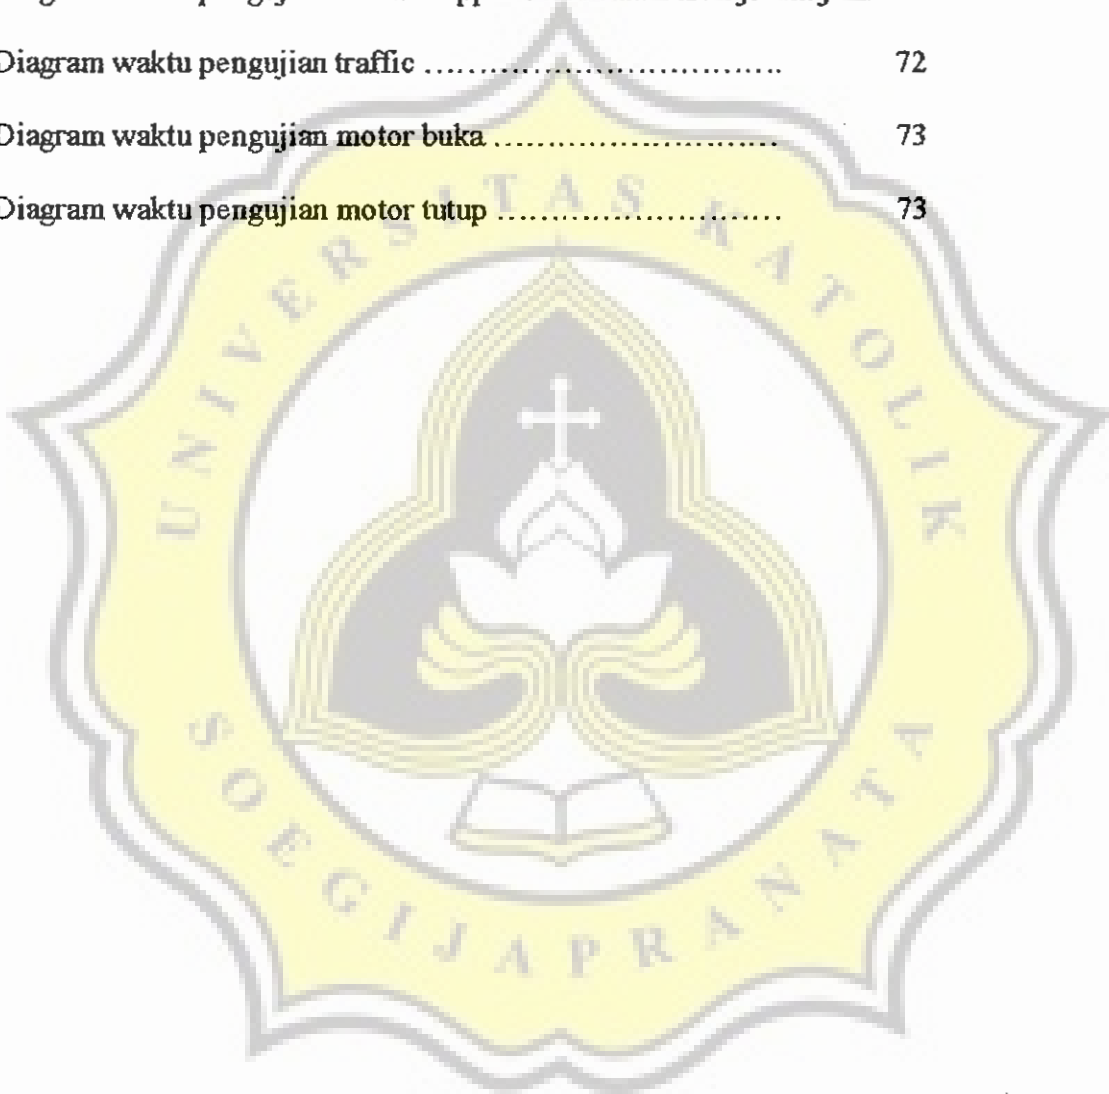 Diagram waktu pengujian traffic ................................. 72
Diagram waktu pengujian motor buka .......................... 73
Diagram waktu pengujian motor tutup .......................... 73
UNIVERSITAS KATOLIK
SOEGIJAPRANATA